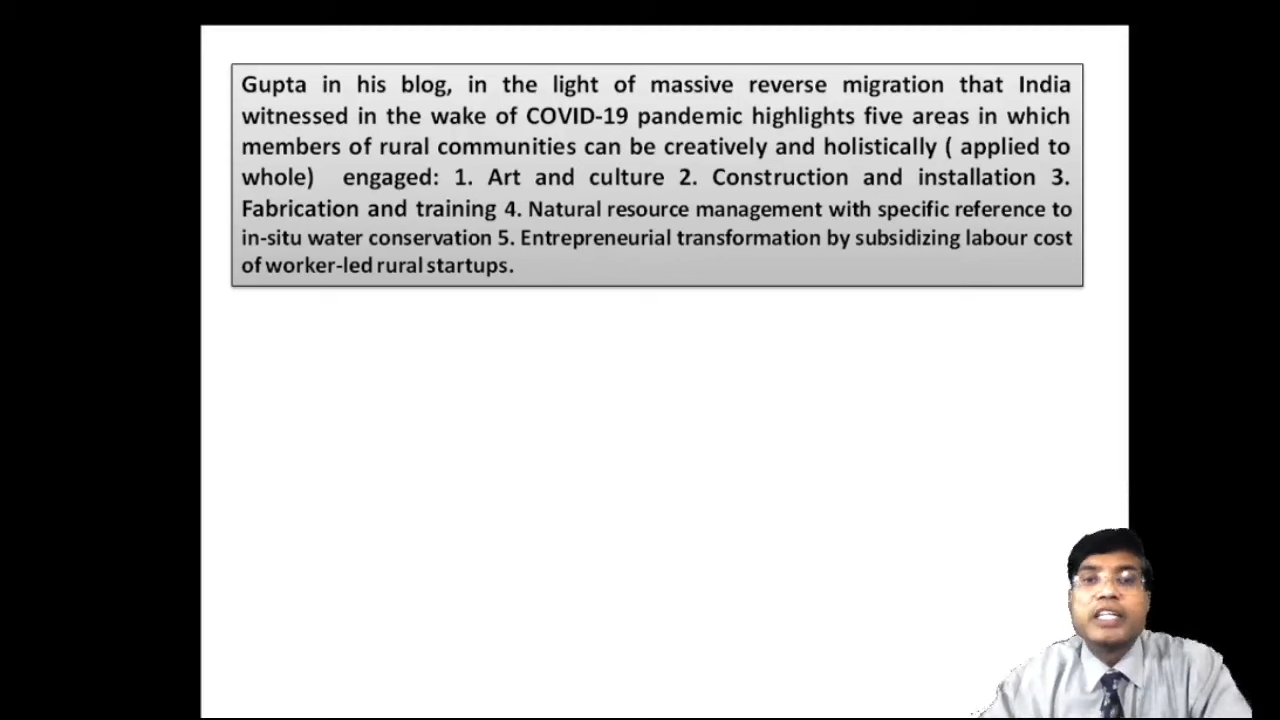 Gupta in his blog, in the light of massive reverse migration that India
witnessed in the wake of COVID-19 pandemic highlights five areas in which
members of rural communities can be creatively and holistically ( applied to
whole) engaged: 1. Art and culture 2. Construction and installation 3.
Fabrication and training 4. Natural resource management with specific reference to
in-situ water conservation 5. Entrepreneurial transformation by subsidizing labour cost
of worker-led rural startups.